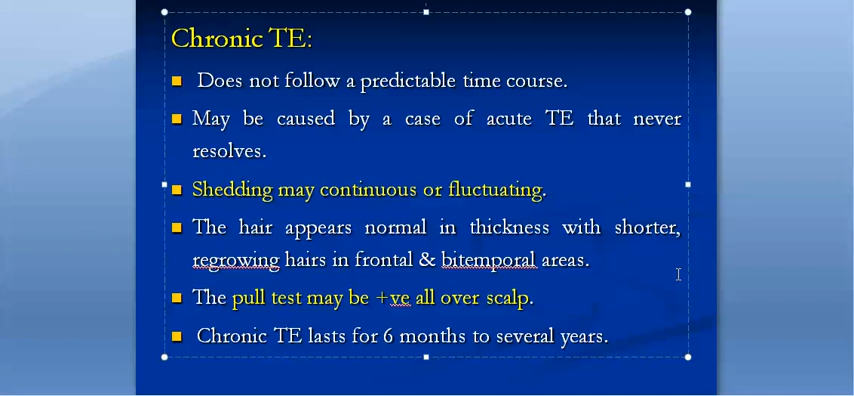 Chronic TE:
Does not follow a predictable time course.
May be caused by a case of acute TE that never
resolves.
Shedding may continuous or fluctuating.
The hair appears normal in thickness with shorter,
regrowing hairs in frontal & bitemporal areas.
The pull test may be +ve all over scalp.
Chronic TE lasts for 6 months to several years.